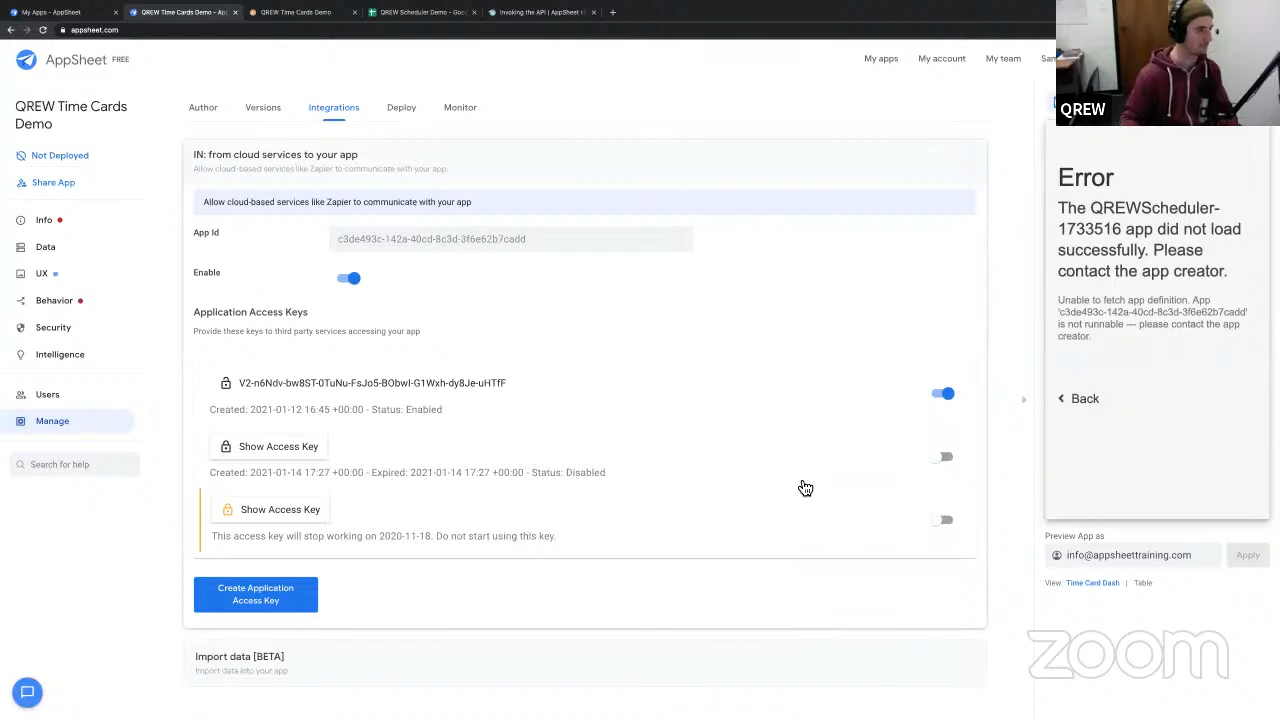 My Apps - AppSheet
QREW Time Cards Demo - Ap
QREW Time Cards Demo
QREW Scheduler Demo - Goo
Invoking the API | AppSheet H
appsheet.com
AppSheet FREE
My apps
My account
My team
Sam
QREW
QREW Time Cards
Demo
Not Deployed
Share App
Info
Data
UX
Behavior
Security
Intelligence
Users
Manage
Search for help
Author
Versions
Integrations
Deploy
Monitor
IN: from cloud services to your app
Allow cloud-based services like Zapier to communicate with your app.
Allow cloud-based services like Zapier to communicate with your app
App Id
c3de493c-142a-40cd-8c3d-3f6e62b7cadd
Enable
Application Access Keys
Provide these keys to third party services accessing your app
V2-n6Ndv-bw8ST-0TuNu-FsJo5-BObwI-G1Wxh-dy8Je-uHTfF
Created: 2021-01-12 16:45 +00:00 - Status: Enabled
Show Access Key
Created: 2021-01-14 17:27 +00:00 - Expired: 2021-01-14 17:27 +00:00 - Status: Disabled
Show Access Key
This access key will stop working on 2020-11-18. Do not start using this key.
Create Application
Access Key
Import data [BETA]
Import data into your app
Error
The QREWScheduler-
1733516 app did not load
successfully. Please
contact the app creator.
Unable to fetch app definition. App
'c3de493c-142a-40cd-8c3d-3f6e62b7cadd'
is not runnable --- please contact the app
creator.
Back
Preview App as
info@appsheettraining.com
Apply
View: Time Card Dash | Table
zoom